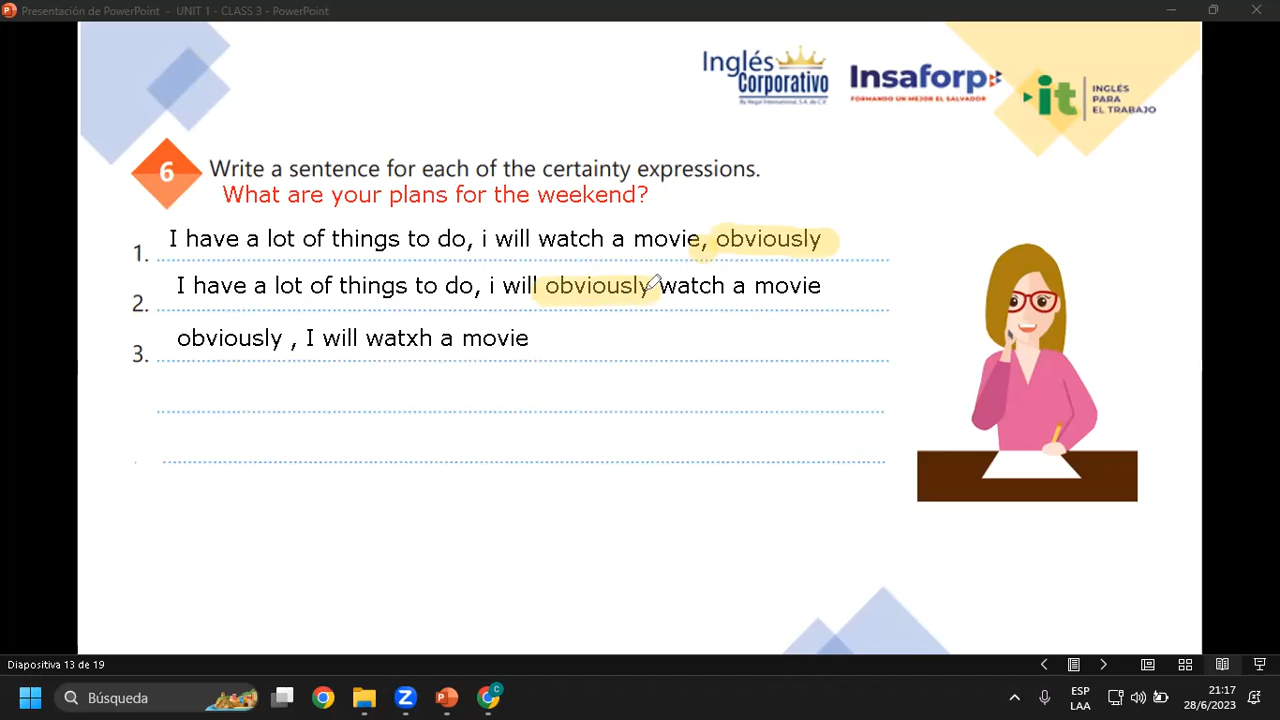 Presentación de PowerPoint - UNIT 1 - CLASS 3 - PowerPoint
Inglés
Corporativo
By Regal International, S.A. de C.V.
Insaforp
FORMANDO UN MEJOR EL SALVADOR
it
INGLÉS
PARA
EL TRABAJO
6
Write a sentence for each of the certainty expressions.
What are your plans for the weekend?
1. I have a lot of things to do, i will watch a movie, obviously
2. I have a lot of things to do, i will obviously watch a movie
3. obviously , I will watxh a movie
Diapositiva 13 de 19
Búsqueda
C
ESP
LAA
21:17
28/6/2023